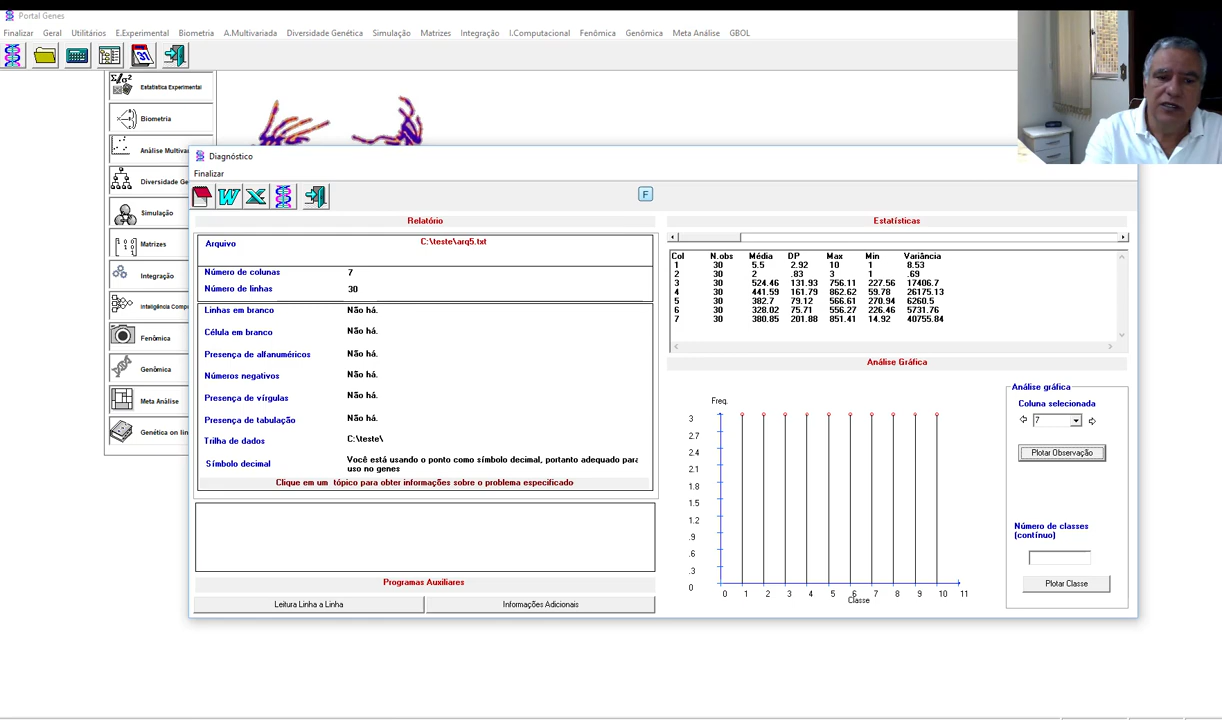 Portal Genes
Finalizar Geral Utilitários E.Experimental Biometria A.Multivariada Diversidade Genética Simulação Matrizes Integração I.Computacional Fenômica Genômica Meta Análise GBOL
Estatística Experimental
Biometria
Análise Multivar
Diversidade Ge
Simulação
Matrizes
Integração
Inteligência Compu
Fenômica
Genômica
Meta Análise
Genética on lin
Diagnóstico
Finalizar
F
Relatório
Arquivo C:\teste\arq5.txt
Número de colunas 7
Número de linhas 30
Linhas em branco Não há.
Célula em branco Não há.
Presença de alfanuméricos Não há.
Números negativos Não há.
Presença de vírgulas Não há.
Presença de tabulação Não há.
Trilha de dados C:\teste\
Símbolo decimal Você está usando o ponto como símbolo decimal, portanto adequado para
uso no genes
Clique em um tópico para obter informações sobre o problema especificado
Programas Auxiliares
Leitura Linha a Linha Informações Adicionais
Estatísticas
Col N.obs Média DP Max Min Variância
1 30 5.5 2.92 10 1 8.53
2 30 2 .83 3 1 .69
3 30 524.46 131.93 756.11 227.56 17406.7
4 30 441.59 161.79 862.62 59.78 26175.13
5 30 382.7 79.12 566.61 270.94 6260.5
6 30 328.02 75.71 556.27 226.46 5731.76
7 30 380.85 201.88 851.41 14.92 40755.84
Análise Gráfica
Freq.
3
2.7
2.4
2.1
1.8
1.5
1.2
.9
.6
.3
0
0 1 2 3 4 5 6 7 8 9 10 11
Classe
Análise gráfica
Coluna selecionada
7
Plotar Observação
Número de classes
(contínuo)
Plotar Classe